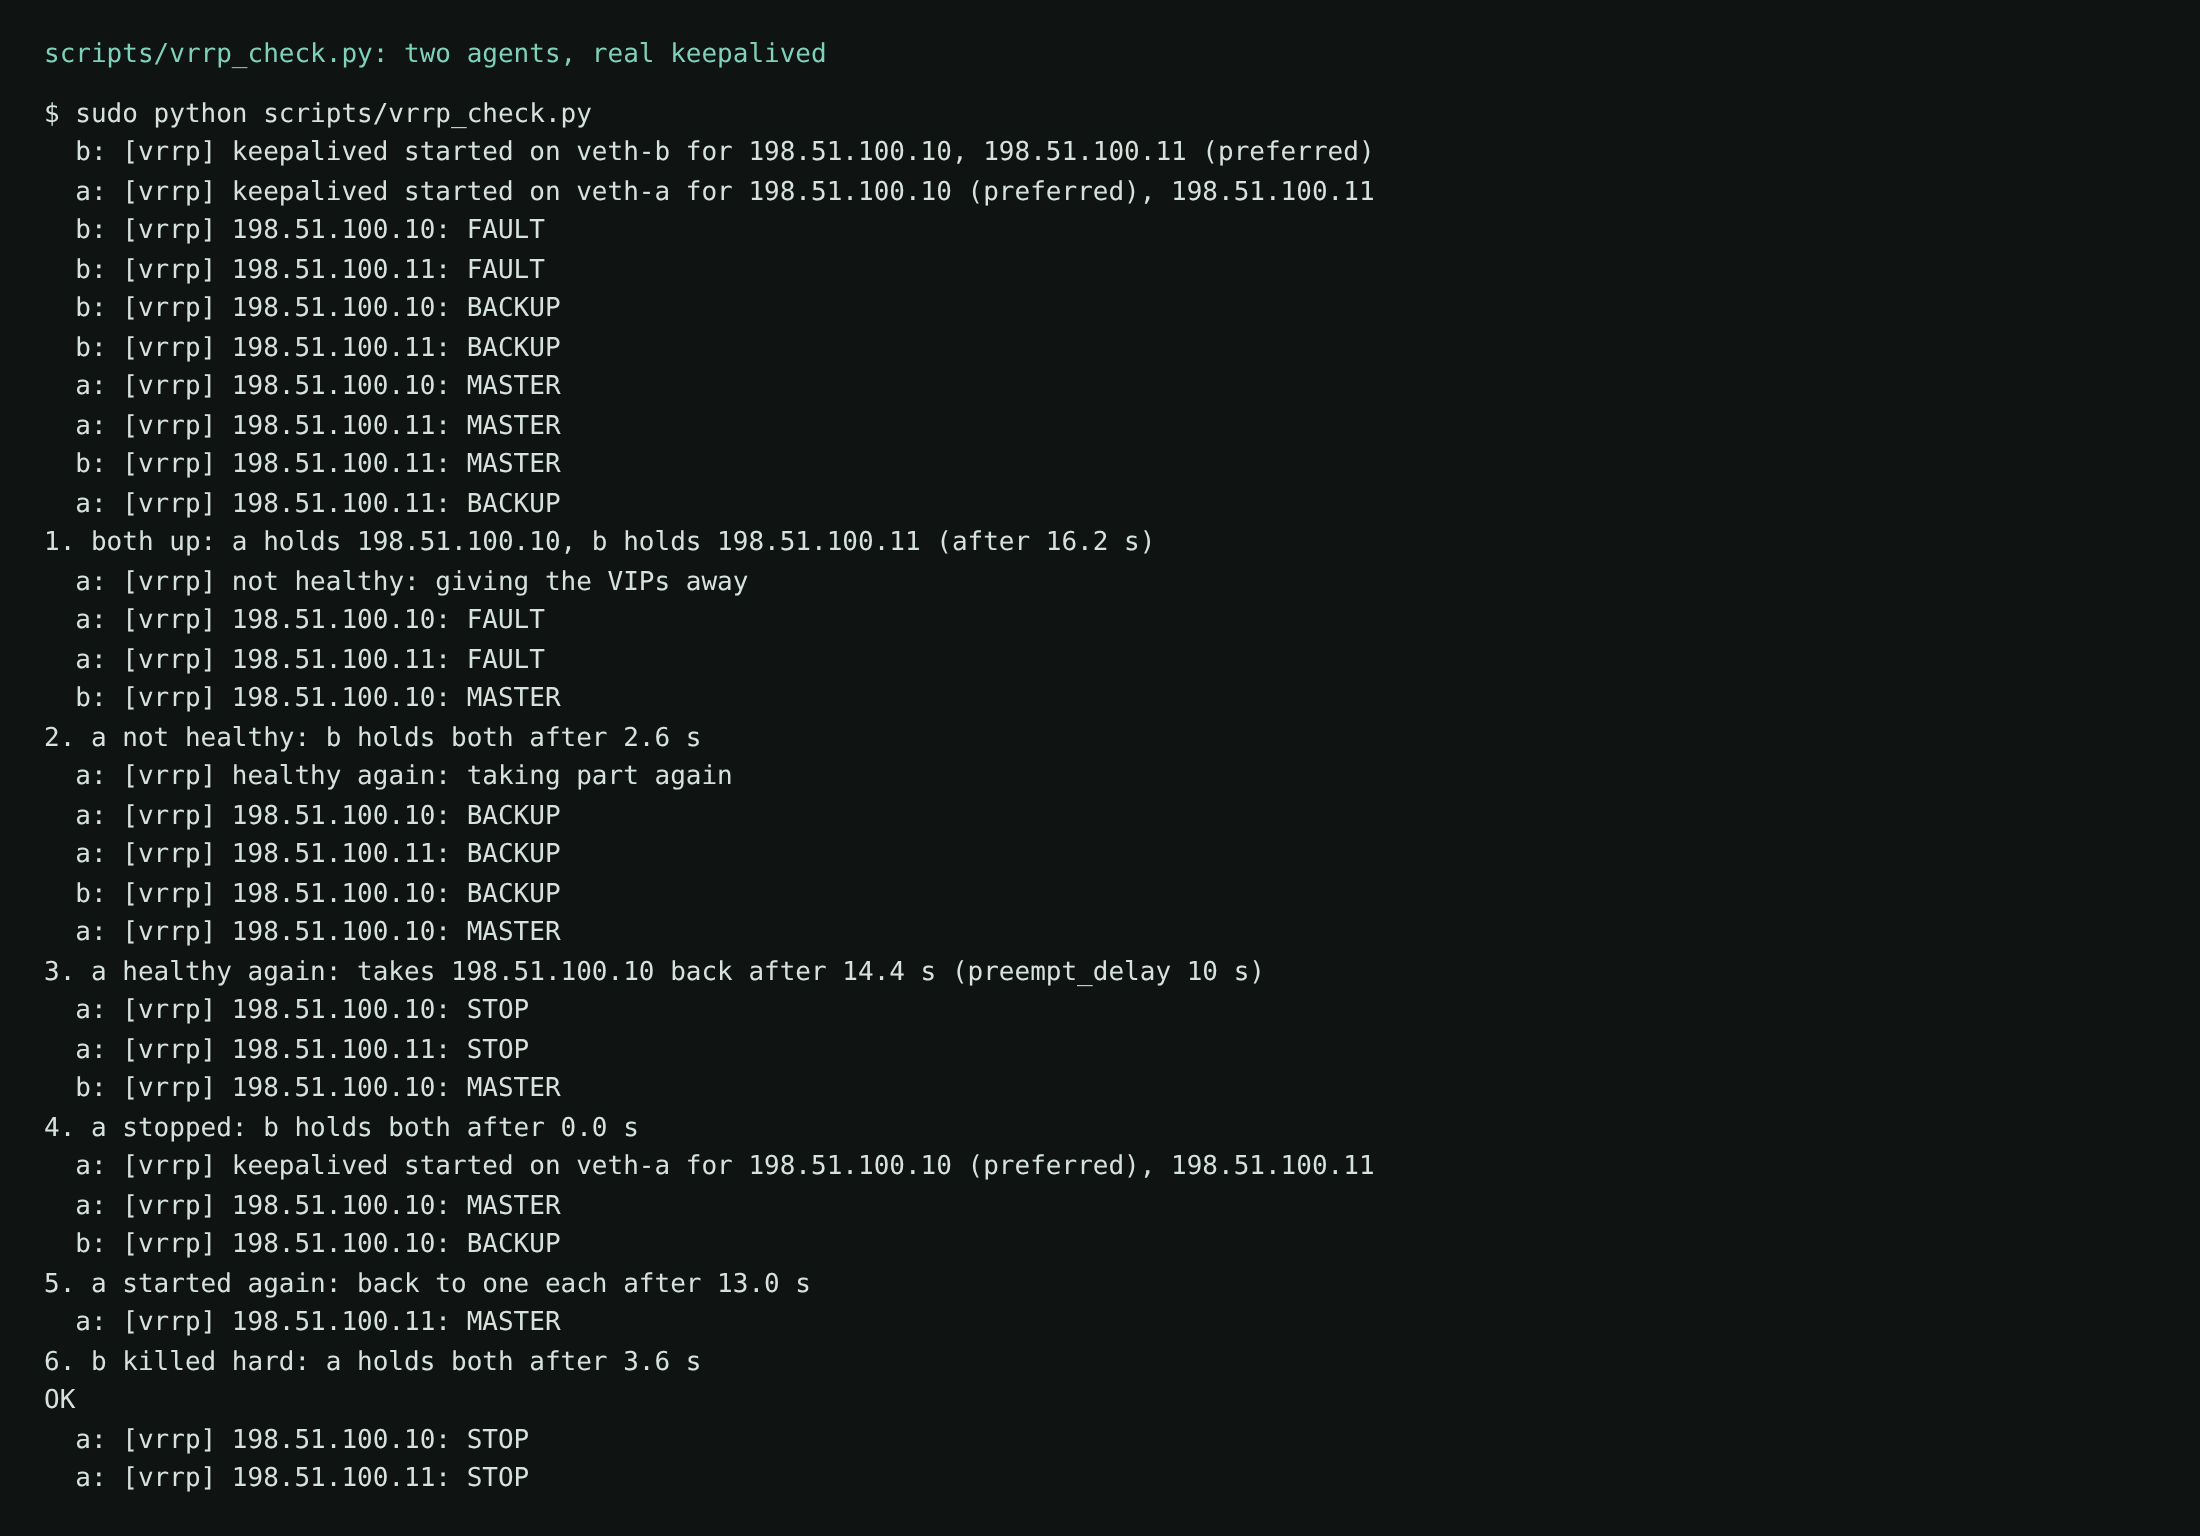 scripts/vrrp_check.py: two agents, real keepalived
$ sudo python scripts/vrrp_check.py
  b: [vrrp] keepalived started on veth-b for 198.51.100.10, 198.51.100.11 (preferred)
  a: [vrrp] keepalived started on veth-a for 198.51.100.10 (preferred), 198.51.100.11
  b: [vrrp] 198.51.100.10: FAULT
  b: [vrrp] 198.51.100.11: FAULT
  b: [vrrp] 198.51.100.10: BACKUP
  b: [vrrp] 198.51.100.11: BACKUP
  a: [vrrp] 198.51.100.10: MASTER
  a: [vrrp] 198.51.100.11: MASTER
  b: [vrrp] 198.51.100.11: MASTER
  a: [vrrp] 198.51.100.11: BACKUP
1. both up: a holds 198.51.100.10, b holds 198.51.100.11 (after 16.2 s)
  a: [vrrp] not healthy: giving the VIPs away
  a: [vrrp] 198.51.100.10: FAULT
  a: [vrrp] 198.51.100.11: FAULT
  b: [vrrp] 198.51.100.10: MASTER
2. a not healthy: b holds both after 2.6 s
  a: [vrrp] healthy again: taking part again
  a: [vrrp] 198.51.100.10: BACKUP
  a: [vrrp] 198.51.100.11: BACKUP
  b: [vrrp] 198.51.100.10: BACKUP
  a: [vrrp] 198.51.100.10: MASTER
3. a healthy again: takes 198.51.100.10 back after 14.4 s (preempt_delay 10 s)
  a: [vrrp] 198.51.100.10: STOP
  a: [vrrp] 198.51.100.11: STOP
  b: [vrrp] 198.51.100.10: MASTER
4. a stopped: b holds both after 0.0 s
  a: [vrrp] keepalived started on veth-a for 198.51.100.10 (preferred), 198.51.100.11
  a: [vrrp] 198.51.100.10: MASTER
  b: [vrrp] 198.51.100.10: BACKUP
5. a started again: back to one each after 13.0 s
  a: [vrrp] 198.51.100.11: MASTER
6. b killed hard: a holds both after 3.6 s
OK
  a: [vrrp] 198.51.100.10: STOP
  a: [vrrp] 198.51.100.11: STOP